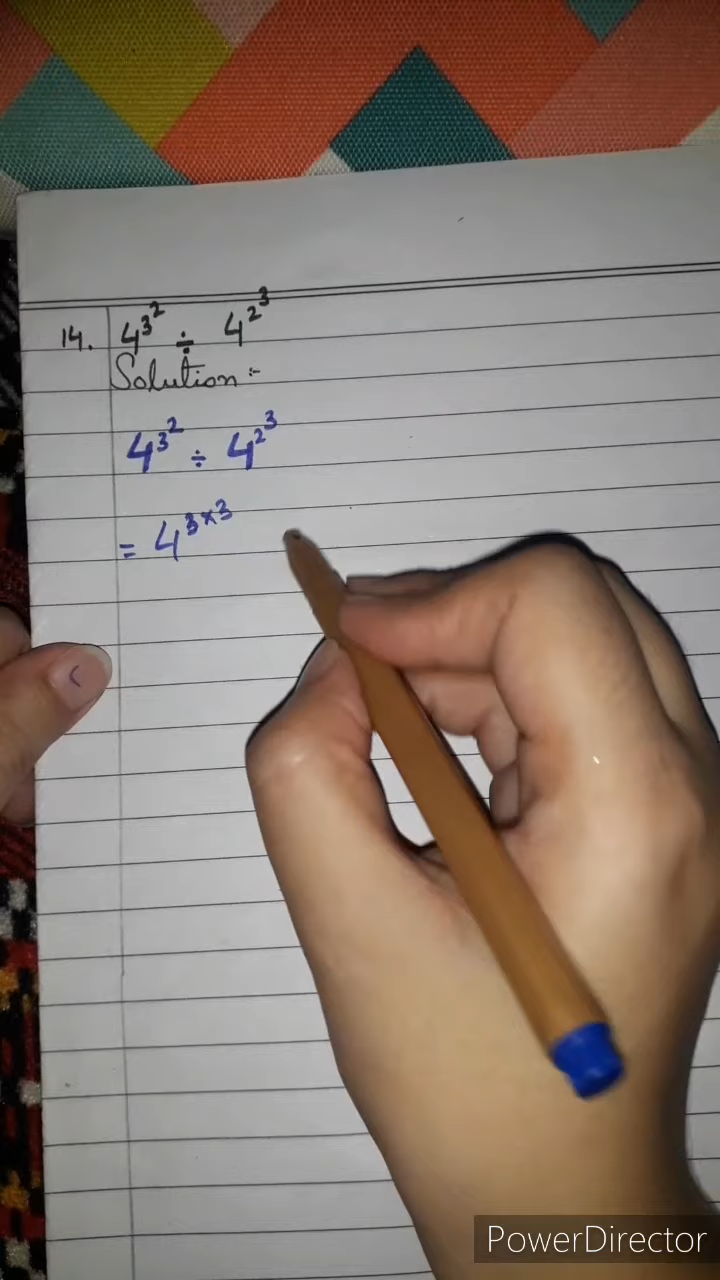 14. 4^3^2 ÷ 4^2^3
Solution :-
4^3^2 ÷ 4^2^3
= 4^3×3
PowerDirector